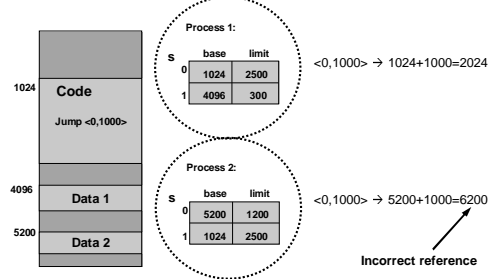 1024
Code
Jump <0,1000>
4096
Data 1
5200
Data 2
Process 1:
S base limit
0 1024 2500
1 4096 300
<0,1000> → 1024+1000=2024
Process 2:
S base limit
0 5200 1200
1 1024 2500
<0,1000> → 5200+1000=6200
Incorrect reference